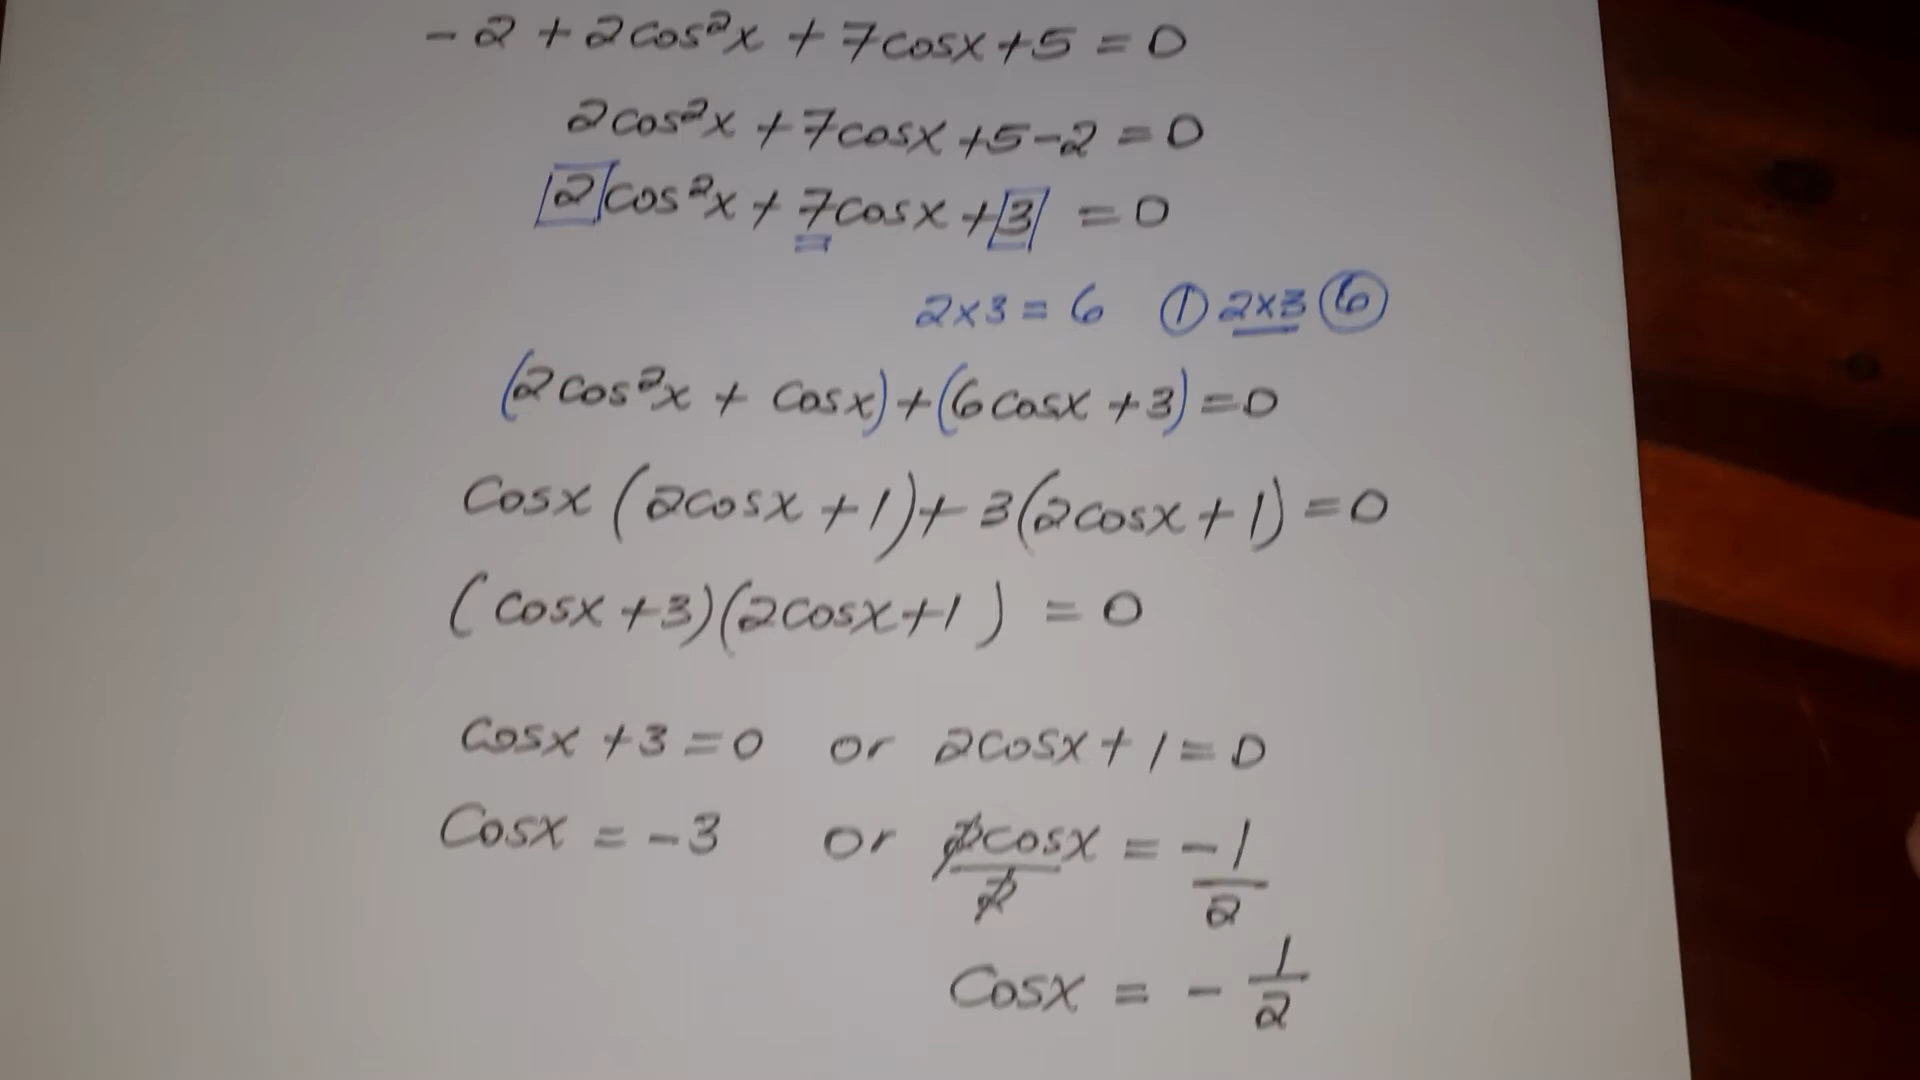 -2 + 2cos²x + 7cosx + 5 = 0
2cos²x + 7cosx + 5 - 2 = 0
2cos²x + 7cosx + 3 = 0
2×3 = 6 ① 2×3 ⑥
(2cos²x + cosx) + (6cosx + 3) = 0
Cosx (2cosx + 1) + 3(2cosx + 1) = 0
(cosx + 3)(2cosx + 1) = 0
Cosx + 3 = 0 or 2cosx + 1 = 0
Cosx = -3 or 2cosx/2 = -1/2
Cosx = -1/2